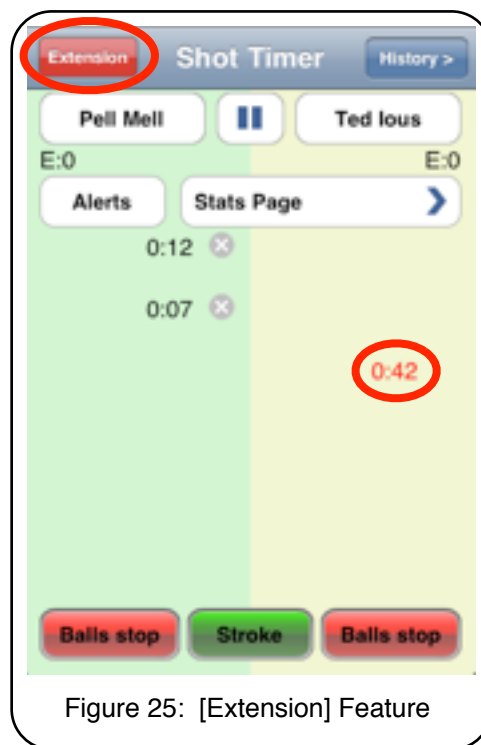 Extension Shot Timer History >
Pell Mell Ted Ious
E:0 E:0
Alerts Stats Page
0:12
0:07
0:42
Balls stop Stroke Balls stop
Figure 25: [Extension] Feature